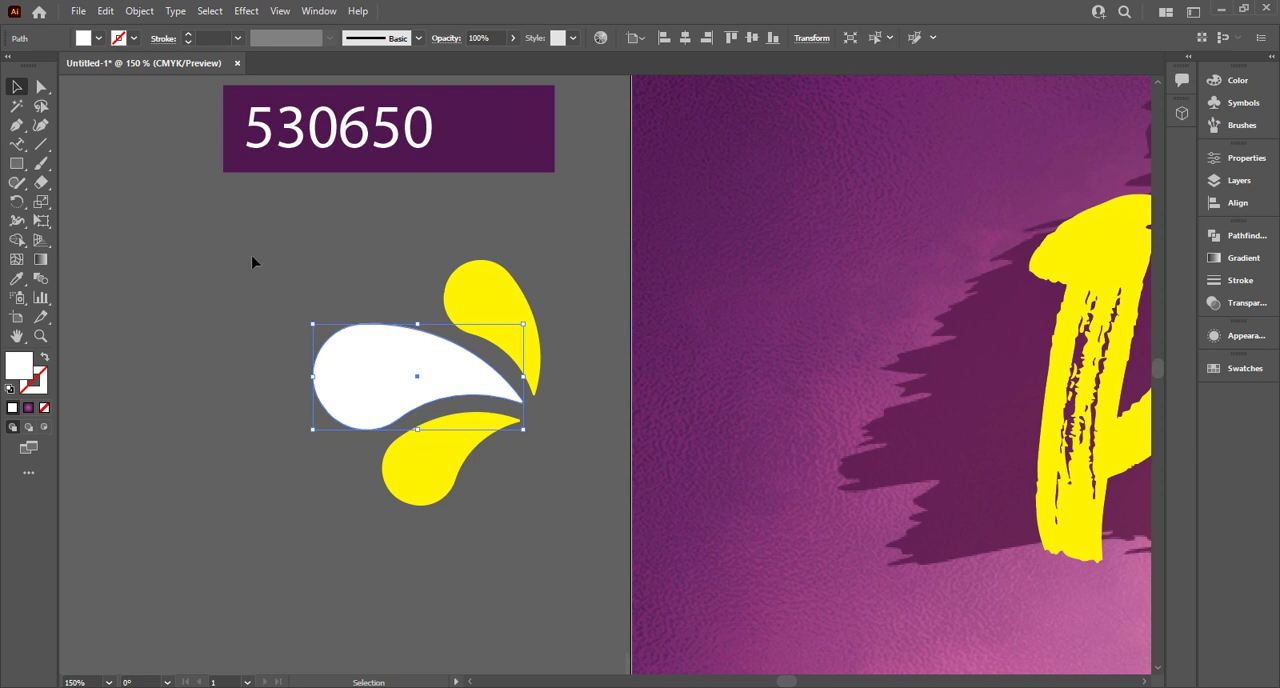 Ai File Edit Object Type Select Effect View Window Help
Path Stroke: Basic Opacity: 100% Style: Transform
Untitled-1* @ 150 % (CMYK/Preview) ×
530650
Color
Symbols
Brushes
Properties
Layers
Align
Pathfind...
Gradient
Stroke
Transpar...
Appeara...
Swatches
150% 0° 1 Selection